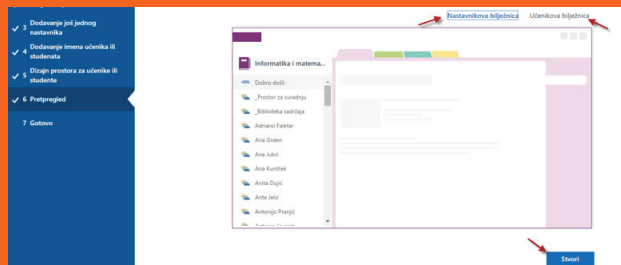 ✓ 3 Dodavanje još jednog
nastavnika
✓ 4 Dodavanje imena učenika ili
studenata
✓ 5 Dizajn prostora za učenike ili
studente
✓ 6 Pretpregled
7 Gotovo
Nastavnikova bilježnica Učenikova bilježnica
Informatika i matema...
Dobro došli
_Prostor za suradnju
_Biblioteka sadržaja
Adriano Faletar
Ana Grden
Ana Jukić
Ana Kunštek
Anita Dujić
Ante Jelić
Antonijo Pranjić
Stvori